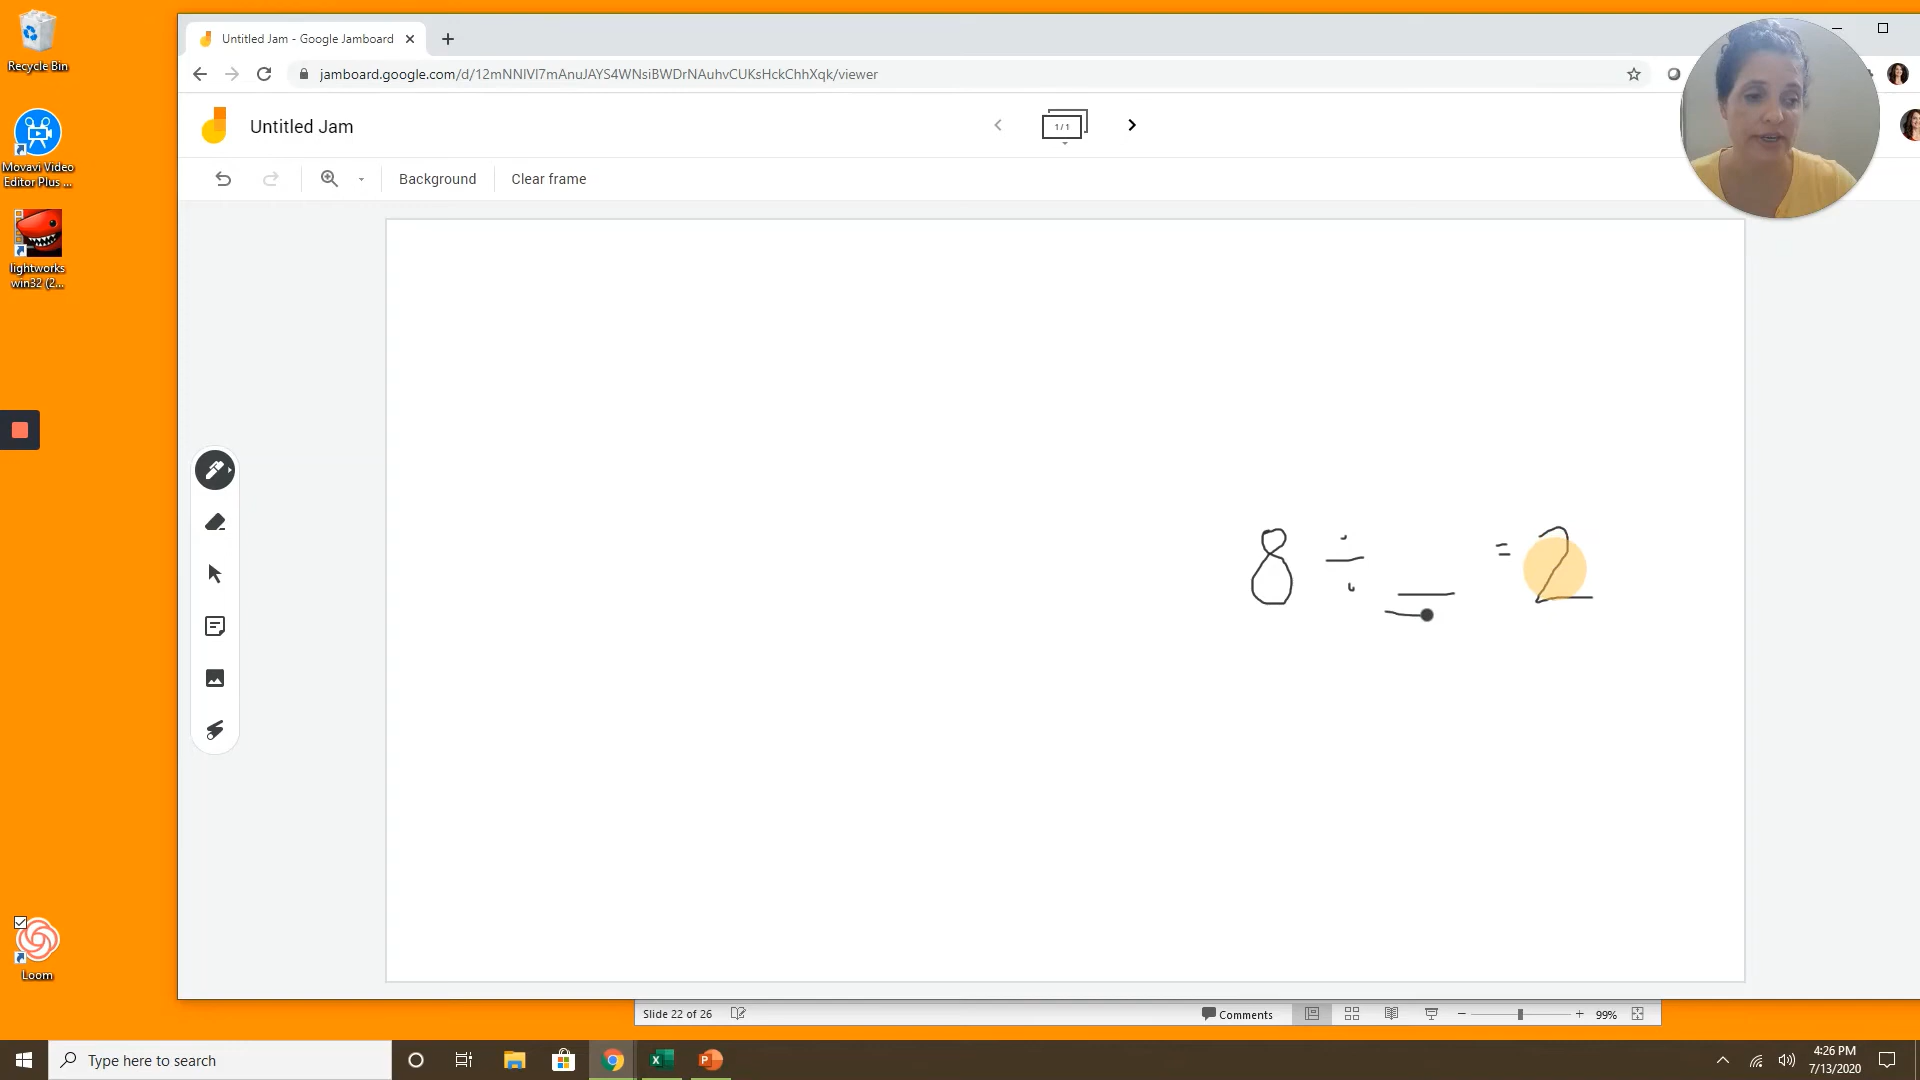 Recycle Bin
Movavi Video
Editor Plus ...
lightworks
win32 (2...
Loom
Untitled Jam - Google Jamboard
jamboard.google.com/d/12mNNIVl7mAnuJAYS4WNsiBWDrNAuhvCUKsHckChhXqk/viewer
Untitled Jam
1/1
Background
Clear frame
8 ÷ __ = 2
Slide 22 of 26
Comments
99%
Type here to search
4:26 PM
7/13/2020